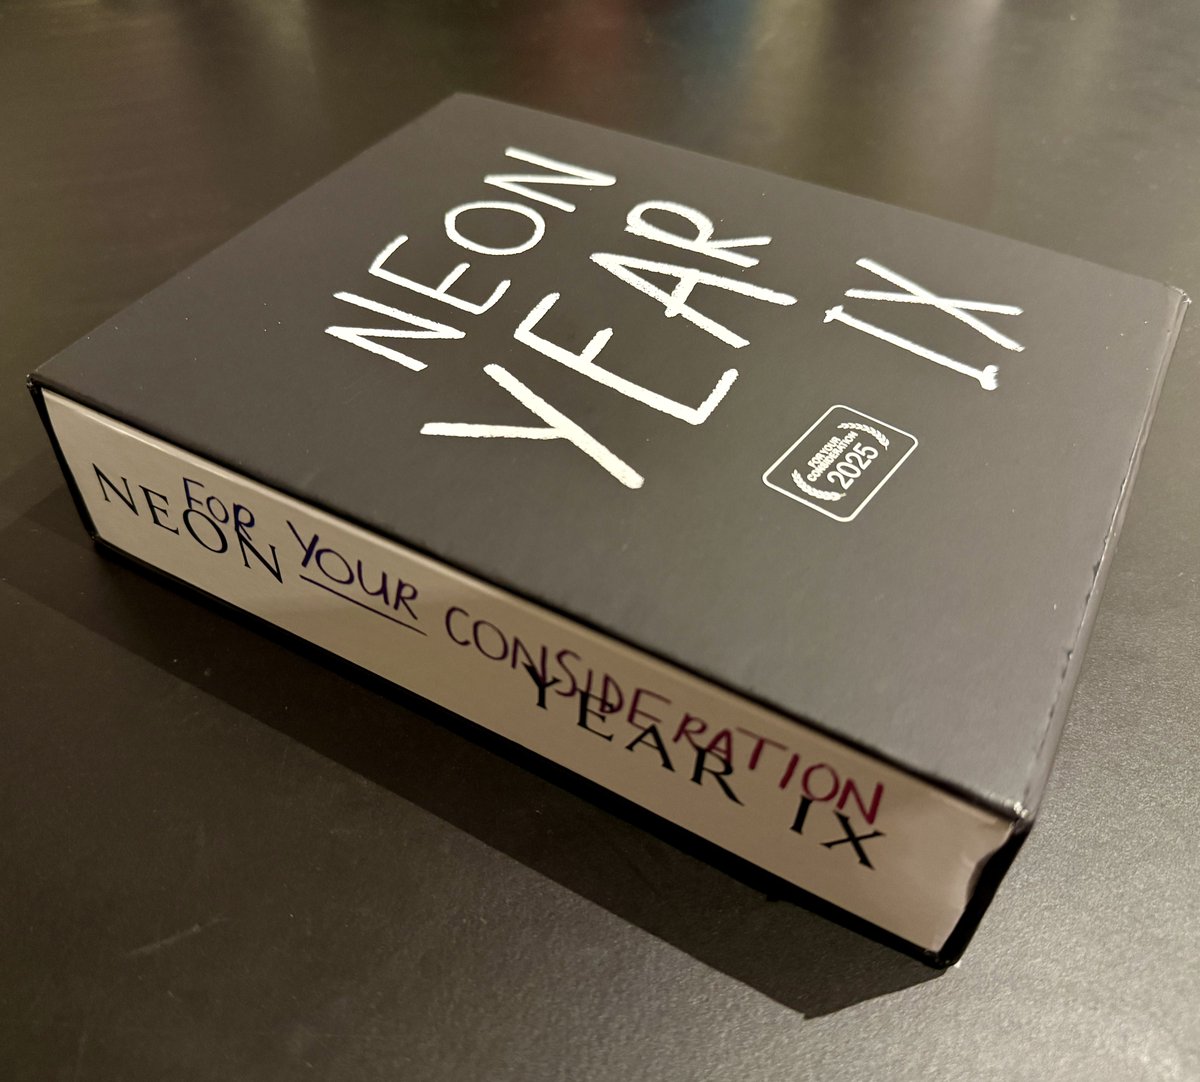 NEON
YEAR
IX
FOR YOUR
CONSIDERATION
2025
FOR YOUR CONSIDERATION
NEON YEAR IX